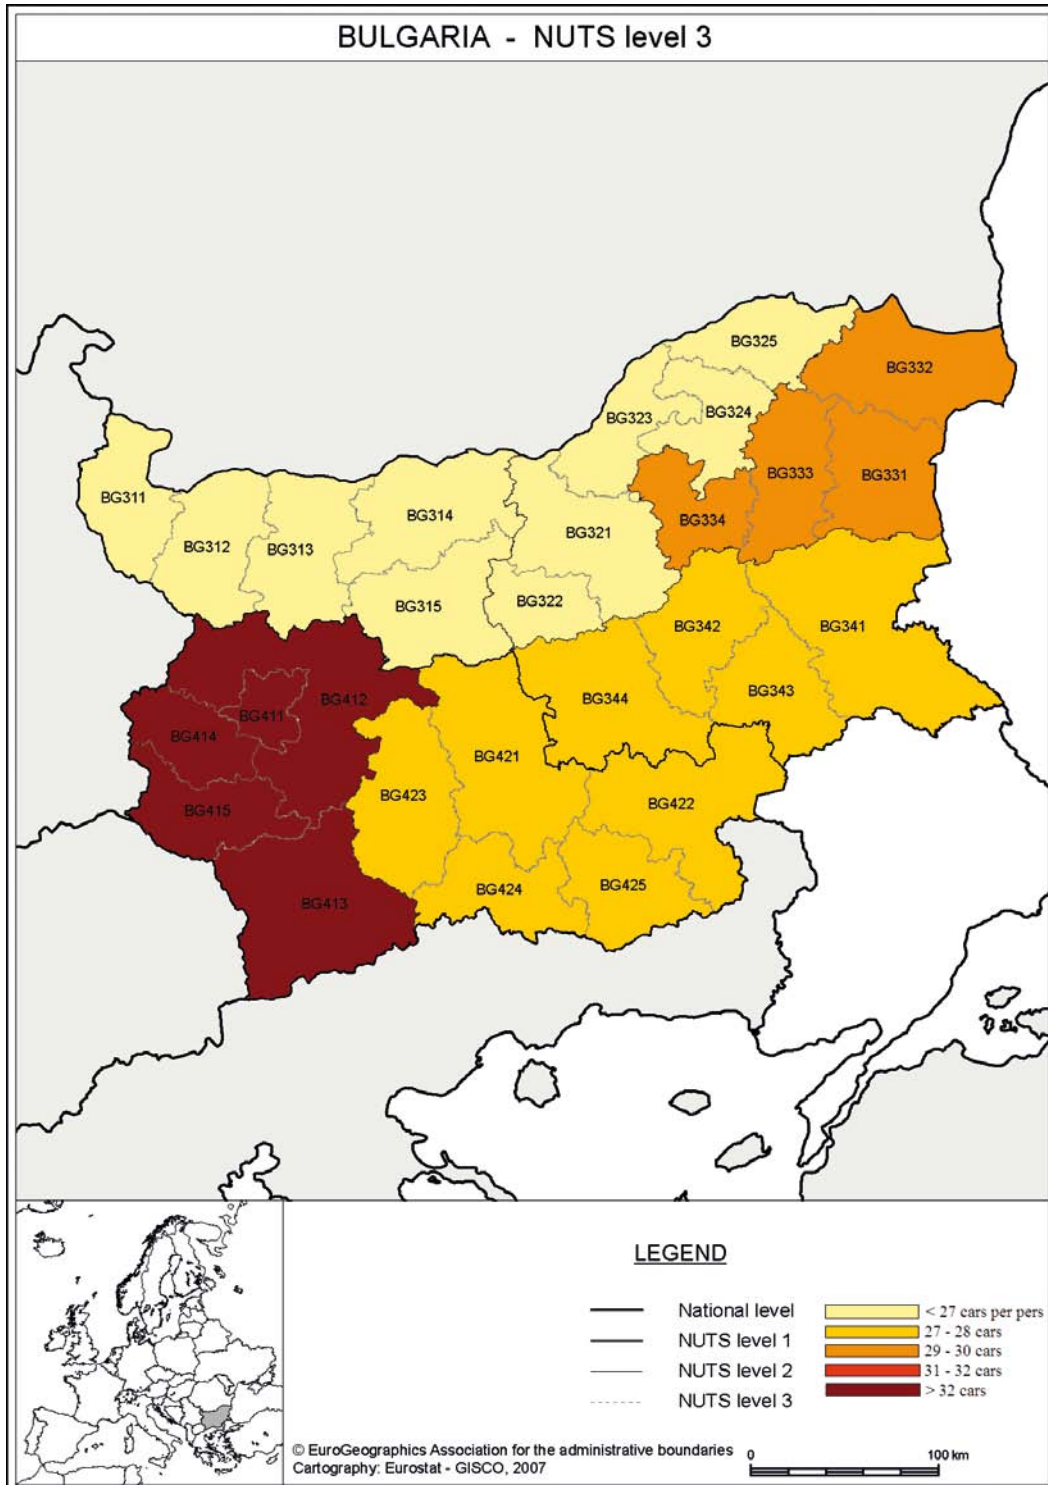 BULGARIA - NUTS level 3
BG325
BG332
BG323
BG324
BG311
BG333
BG331
BG314
BG334
BG312
BG313
BG321
BG315
BG322
BG342
BG341
BG412
BG411
BG344
BG343
BG414
BG421
BG423
BG422
BG415
BG424
BG425
BG413
LEGEND
National level
NUTS level 1
NUTS level 2
NUTS level 3
< 27 cars per pers
27 - 28 cars
29 - 30 cars
31 - 32 cars
> 32 cars
© EuroGeographics Association for the administrative boundaries
Cartography: Eurostat - GISCO, 2007
0 100 km